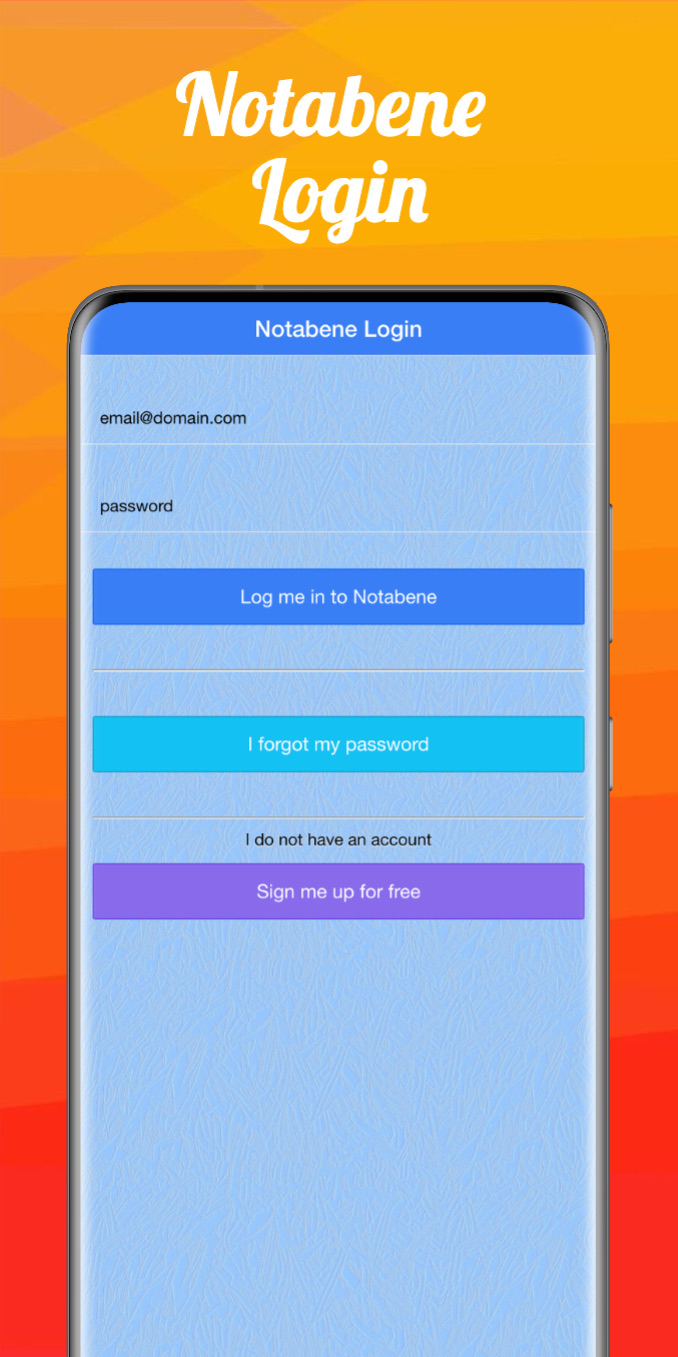 Notabene
Login
Notabene Login
email@domain.com
password
Log me in to Notabene
I forgot my password
I do not have an account
Sign me up for free